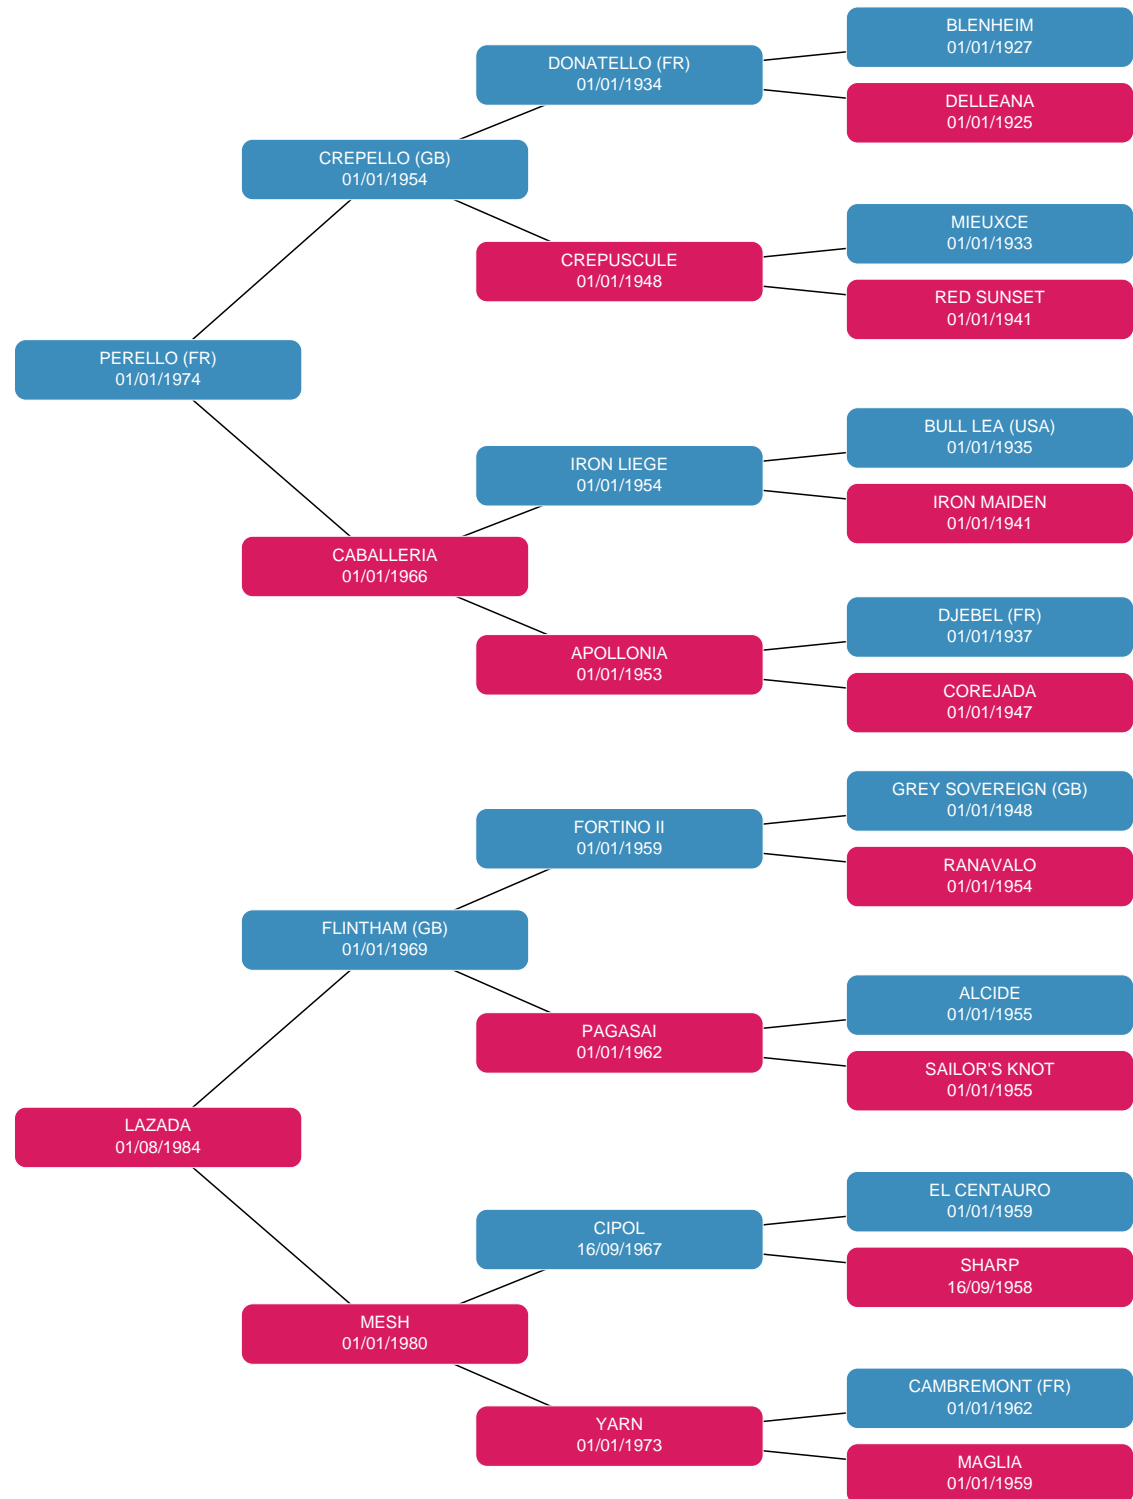 BLENHEIM
01/01/1927
DONATELLO (FR)
01/01/1934
DELLEANA
01/01/1925
CREPELLO (GB)
01/01/1954
MIEUXCE
01/01/1933
CREPUSCULE
01/01/1948
RED SUNSET
01/01/1941
PERELLO (FR)
01/01/1974
BULL LEA (USA)
01/01/1935
IRON LIEGE
01/01/1954
IRON MAIDEN
01/01/1941
CABALLERIA
01/01/1966
DJEBEL (FR)
01/01/1937
APOLLONIA
01/01/1953
COREJADA
01/01/1947
GREY SOVEREIGN (GB)
01/01/1948
FORTINO II
01/01/1959
RANAVALO
01/01/1954
FLINTHAM (GB)
01/01/1969
ALCIDE
01/01/1955
PAGASAI
01/01/1962
SAILOR'S KNOT
01/01/1955
LAZADA
01/08/1984
EL CENTAURO
01/01/1959
CIPOL
16/09/1967
SHARP
16/09/1958
MESH
01/01/1980
CAMBREMONT (FR)
01/01/1962
YARN
01/01/1973
MAGLIA
01/01/1959